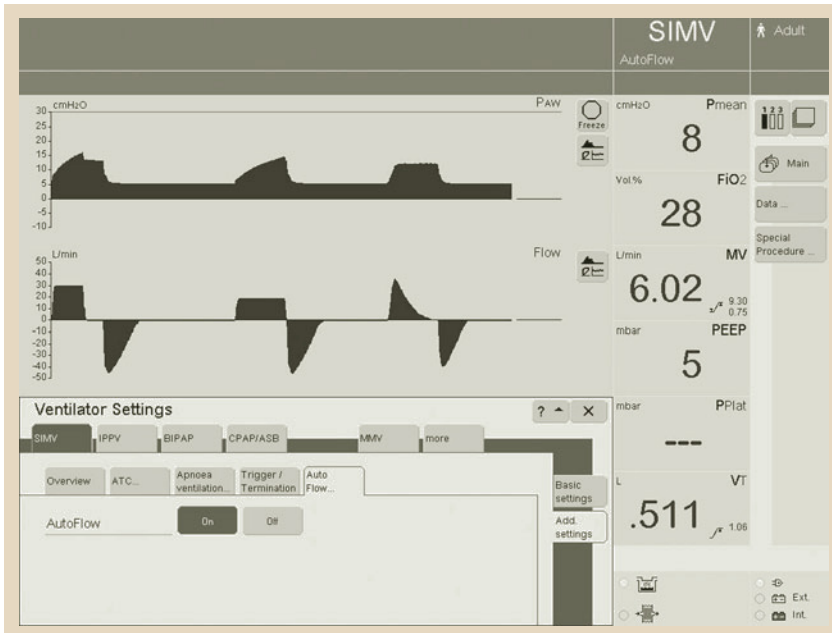 SIMV
AutoFlow
Adult
cmH2O
Paw
30
25
20
15
10
5
0
-5
-10
Freeze
L/min
Flow
50
40
30
20
10
0
-10
-20
-30
-40
-50
cmH2O Pmean
8
Vol.% FiO2
28
L/min MV
6.02
9.30
0.75
mbar PEEP
5
mbar PPlat
---
L VT
.511
1.06
1 2 3
Main
Data ...
Special
Procedure ...
Ext.
Int.
Ventilator Settings
?
SIMV
IPPV
BIPAP
CPAP/ASB
MMV
more
Overview
ATC...
Apnoea
ventilation...
Trigger /
Termination
Auto
Flow...
AutoFlow
On
Off
Basic
settings
Add.
settings